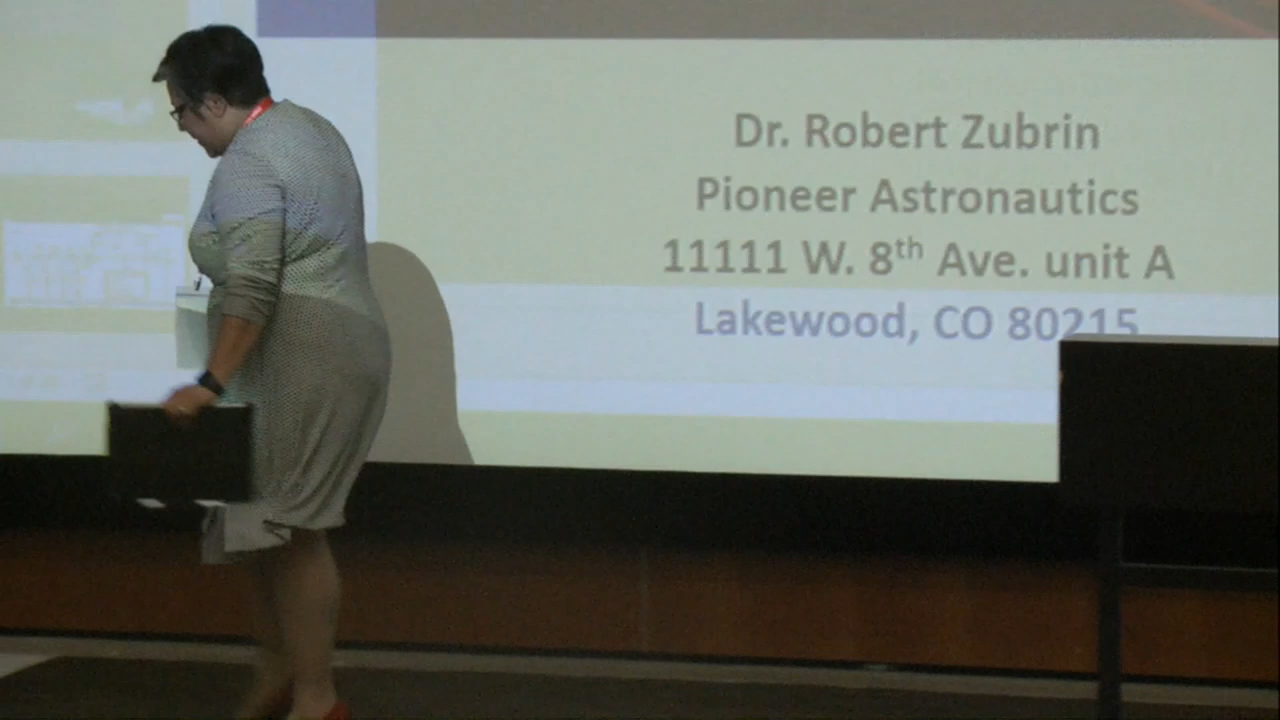 Dr. Robert Zubrin
Pioneer Astronautics
11111 W. 8th Ave. unit A
Lakewood, CO 80215